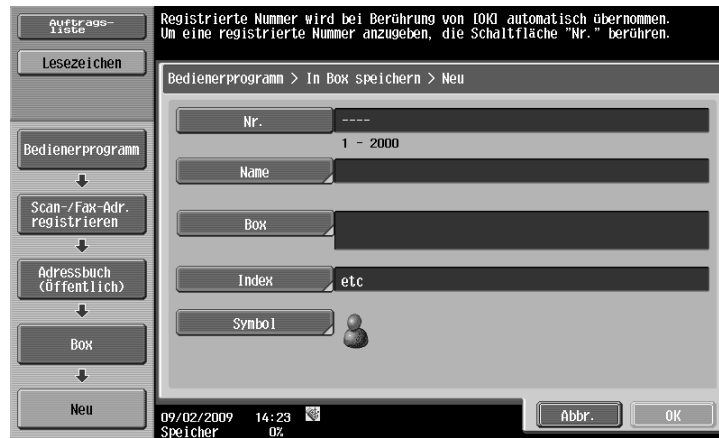 Auftrags-
liste
Lesezeichen
Bedienerprogramm
Scan-/Fax-Adr.
registrieren
Adressbuch
(Öffentlich)
Box
Neu
Registrierte Nummer wird bei Berührung von [OK] automatisch übernommen.
Um eine registrierte Nummer anzugeben, die Schaltfläche "Nr." berühren.
Bedienerprogramm > In Box speichern > Neu
Nr. ----
1 - 2000
Name
Box
Index etc
Symbol
09/02/2009 14:23
Speicher 0%
Abbr. OK